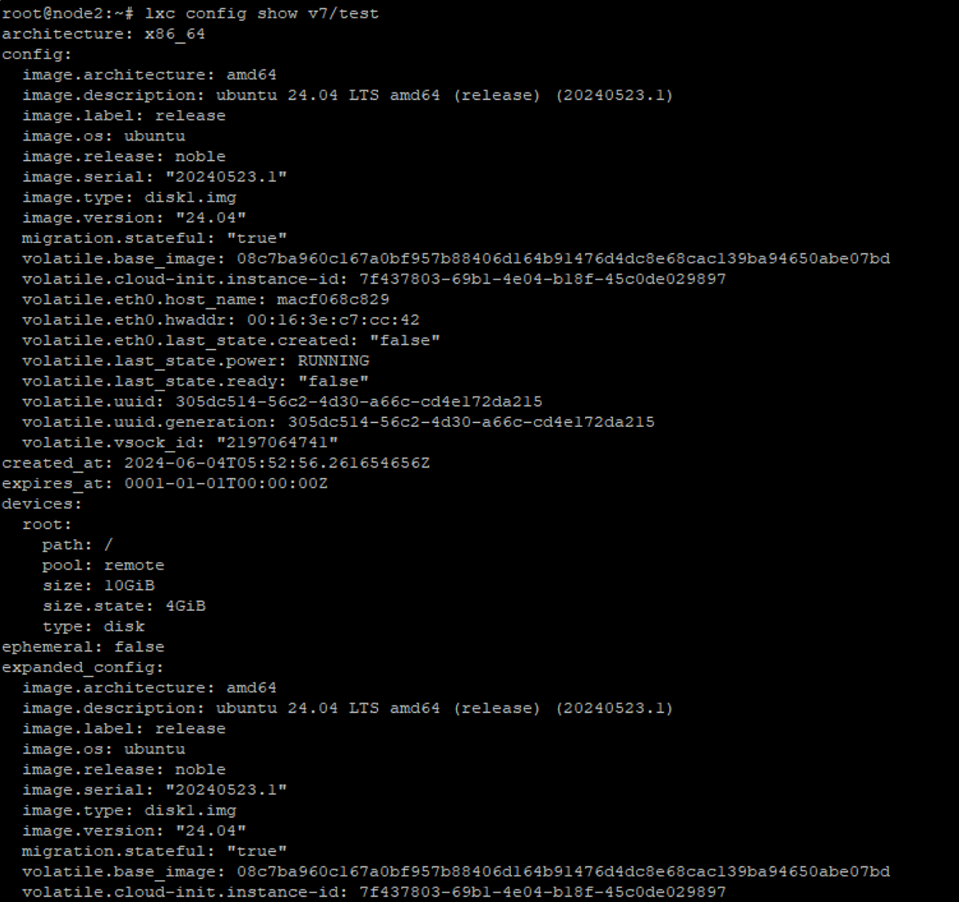 root@node2:~# lxc config show v7/test
architecture: x86_64
config:
  image.architecture: amd64
  image.description: ubuntu 24.04 LTS amd64 (release) (20240523.1)
  image.label: release
  image.os: ubuntu
  image.release: noble
  image.serial: "20240523.1"
  image.type: disk1.img
  image.version: "24.04"
  migration.stateful: "true"
  volatile.base_image: 08c7ba960c167a0bf957b88406d164b91476d4dc8e68cac139ba94650abe07bd
  volatile.cloud-init.instance-id: 7f437803-69b1-4e04-b18f-45c0de029897
  volatile.eth0.host_name: macf068c829
  volatile.eth0.hwaddr: 00:16:3e:c7:cc:42
  volatile.eth0.last_state.created: "false"
  volatile.last_state.power: RUNNING
  volatile.last_state.ready: "false"
  volatile.uuid: 305dc514-56c2-4d30-a66c-cd4e172da215
  volatile.uuid.generation: 305dc514-56c2-4d30-a66c-cd4e172da215
  volatile.vsock_id: "2197064741"
created_at: 2024-06-04T05:52:56.261654656Z
expires_at: 0001-01-01T00:00:00Z
devices:
  root:
    path: /
    pool: remote
    size: 10GiB
    size.state: 4GiB
    type: disk
ephemeral: false
expanded_config:
  image.architecture: amd64
  image.description: ubuntu 24.04 LTS amd64 (release) (20240523.1)
  image.label: release
  image.os: ubuntu
  image.release: noble
  image.serial: "20240523.1"
  image.type: disk1.img
  image.version: "24.04"
  migration.stateful: "true"
  volatile.base_image: 08c7ba960c167a0bf957b88406d164b91476d4dc8e68cac139ba94650abe07bd
  volatile.cloud-init.instance-id: 7f437803-69b1-4e04-b18f-45c0de029897